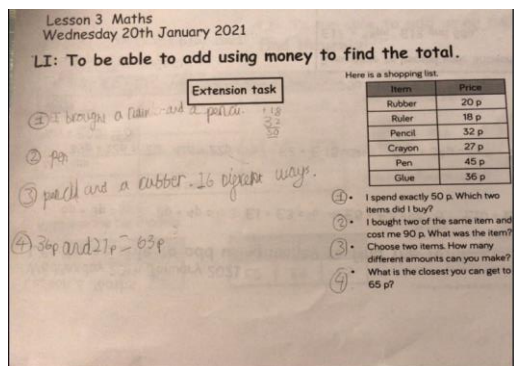 Lesson 3 Maths
Wednesday 20th January 2021
LI: To be able to add using money to find the total.
Extension task
① I a and a
18
32
50
② pen
③ pencil and a rubber. 16 ways.
④ 36p and 27p = 63p
Here is a shopping list.
Item Price
Rubber 20 p
Ruler 18 p
Pencil 32 p
Crayon 27 p
Pen 45 p
Glue 36 p
① • I spend exactly 50 p. Which two
items did I buy?
② • I bought two of the same item and
cost me 90 p. What was the item?
③ • Choose two items. How many
different amounts can you make?
④ • What is the closest you can get to
65 p?